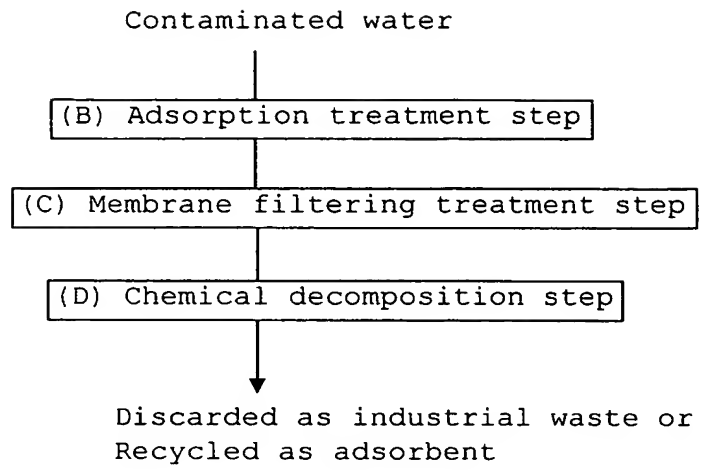 Contaminated water
(B) Adsorption treatment step
(C) Membrane filtering treatment step
(D) Chemical decomposition step
Discarded as industrial waste or
Recycled as adsorbent